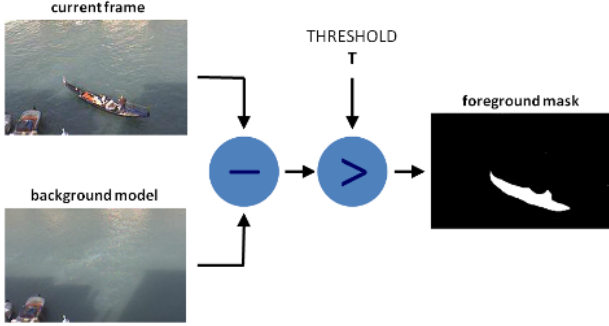 current frame
THRESHOLD
T
foreground mask
−
>
background model